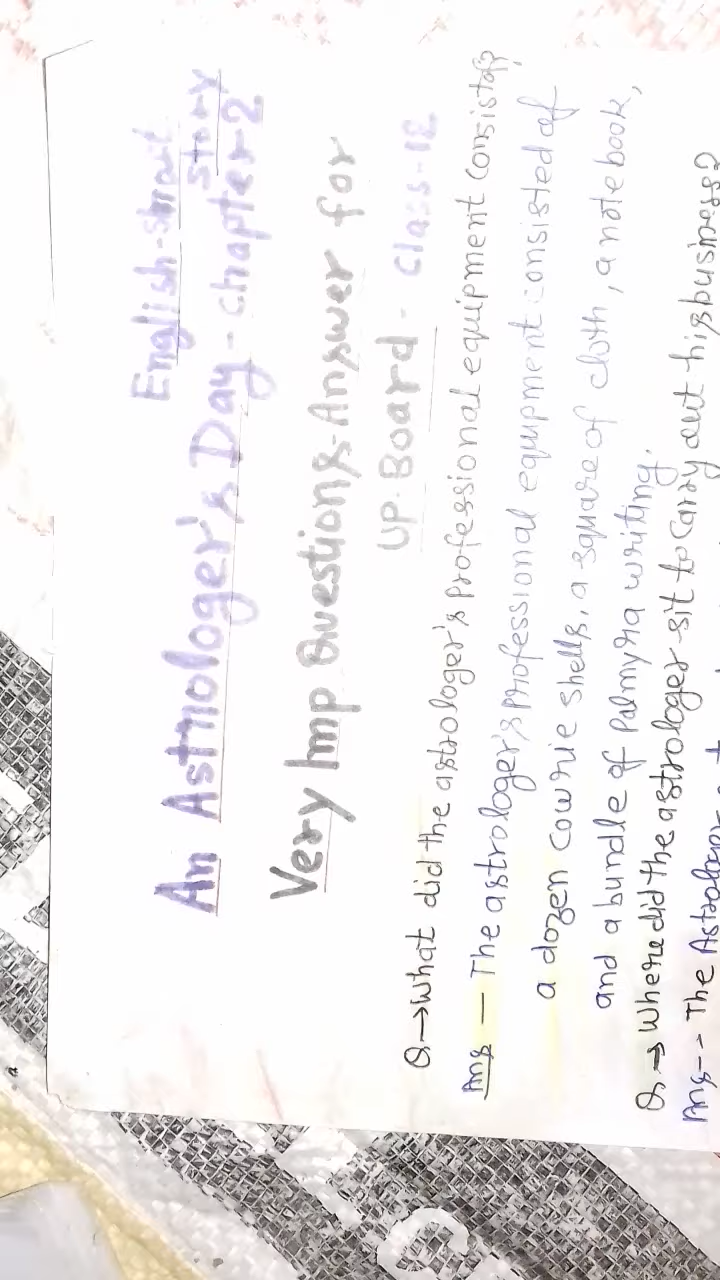 English-Short
Story
An Astrologer's Day - chapter-2
Very Imp Questions-Answer for
UP-Board - Class-12
Q→What did the astrologer's professional equipment consist of?
Ans — The astrologer's professional equipment consisted of
a dozen cowrie shells, a square of cloth, a notebook,
and a bundle of Palmyra writing.
Q→ Where did the astrologer sit to carry out his business?
Ans-- The Astrologer